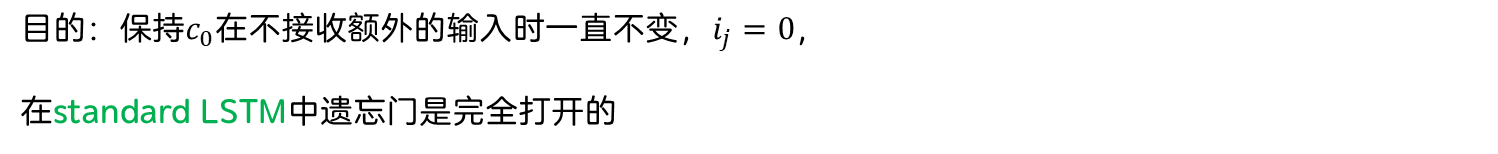 目的：保持c₀在不接收额外的输入时一直不变，iⱼ = 0，
在standard LSTM中遗忘门是完全打开的